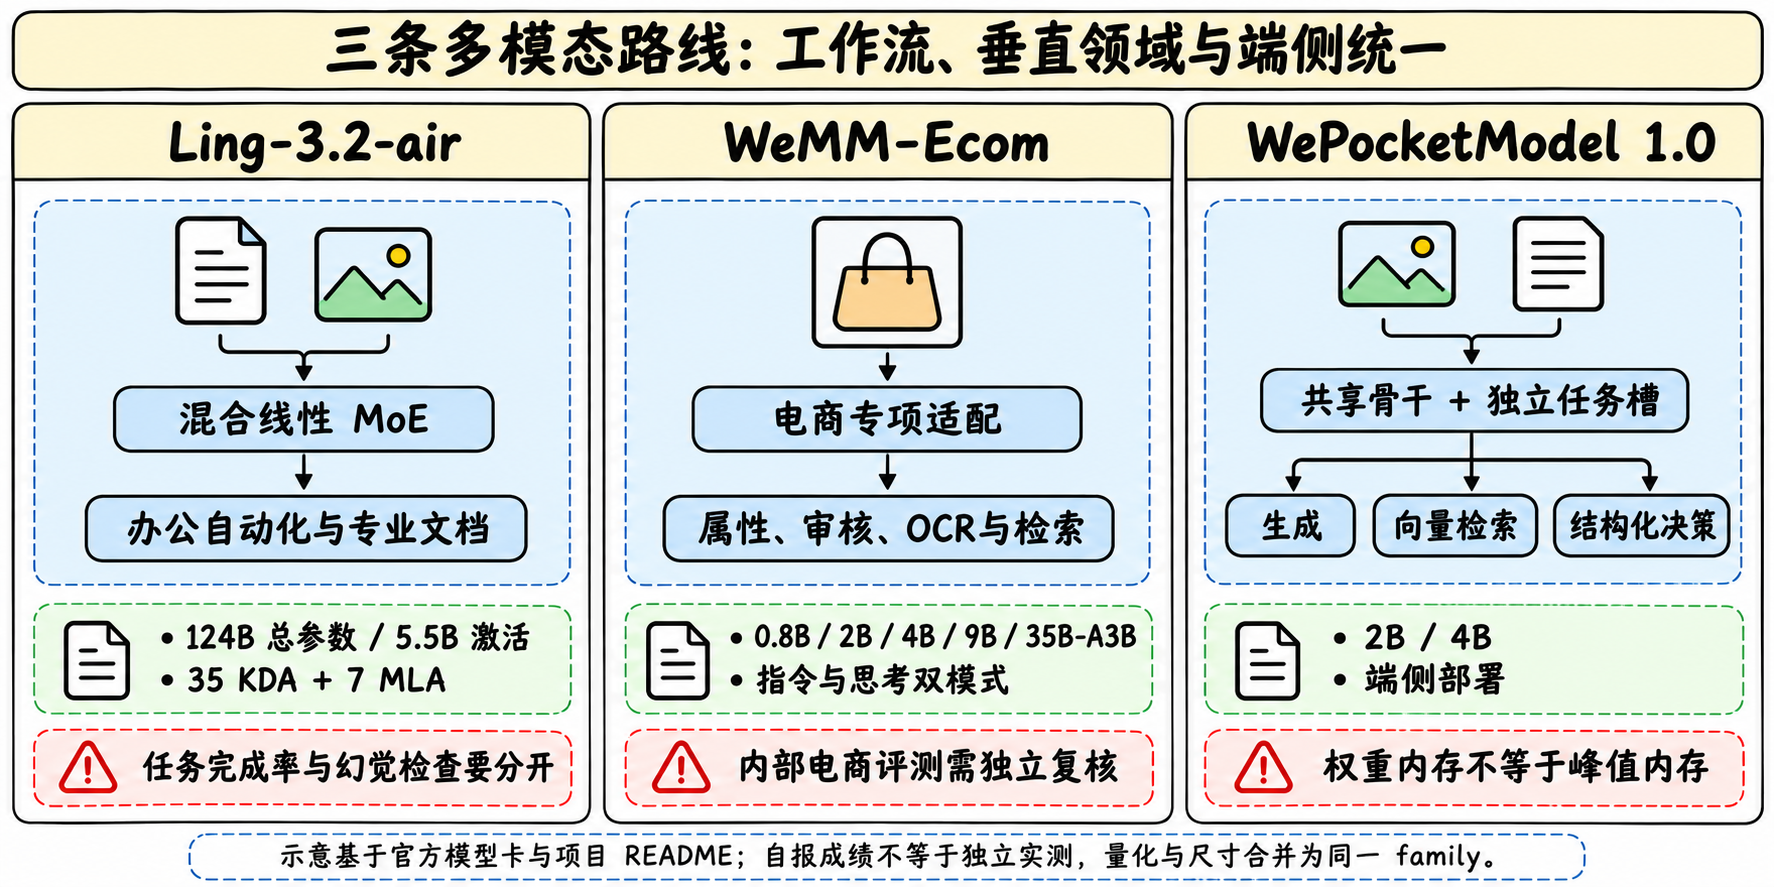 三条多模态路线：工作流、垂直领域与端侧统一
Ling-3.2-air
混合线性 MoE
办公自动化与专业文档
• 124B 总参数 / 5.5B 激活
• 35 KDA + 7 MLA
任务完成率与幻觉检查要分开
WeMM-Ecom
电商专项适配
属性、审核、OCR与检索
• 0.8B / 2B / 4B / 9B / 35B-A3B
• 指令与思考双模式
内部电商评测需独立复核
WePocketModel 1.0
共享骨干 + 独立任务槽
生成
向量检索
结构化决策
• 2B / 4B
• 端侧部署
权重内存不等于峰值内存
示意基于官方模型卡与项目 README；自报成绩不等于独立实测，量化与尺寸合并为同一 family。